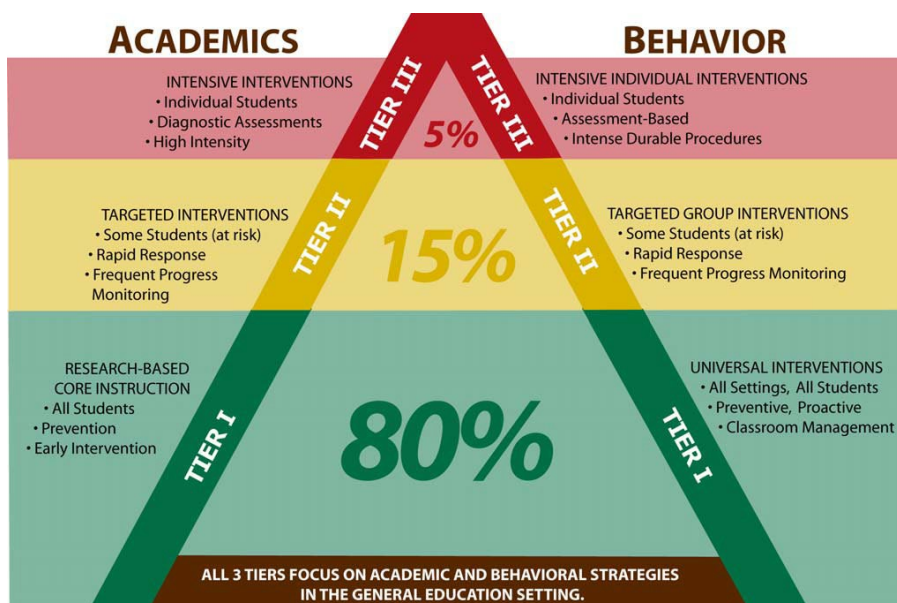 ACADEMICS
INTENSIVE INTERVENTIONS
• Individual Students
• Diagnostic Assessments
• High Intensity
TARGETED INTERVENTIONS
• Some Students (at risk)
• Rapid Response
• Frequent Progress
Monitoring
RESEARCH-BASED
CORE INSTRUCTION
• All Students
• Prevention
• Early Intervention
TIER III
TIER II
TIER I
5%
15%
80%
TIER III
TIER II
TIER I
BEHAVIOR
INTENSIVE INDIVIDUAL INTERVENTIONS
• Individual Students
• Assessment-Based
• Intense Durable Procedures
TARGETED GROUP INTERVENTIONS
• Some Students (at risk)
• Rapid Response
• Frequent Progress Monitoring
UNIVERSAL INTERVENTIONS
• All Settings, All Students
• Preventive, Proactive
• Classroom Management
ALL 3 TIERS FOCUS ON ACADEMIC AND BEHAVIORAL STRATEGIES
IN THE GENERAL EDUCATION SETTING.